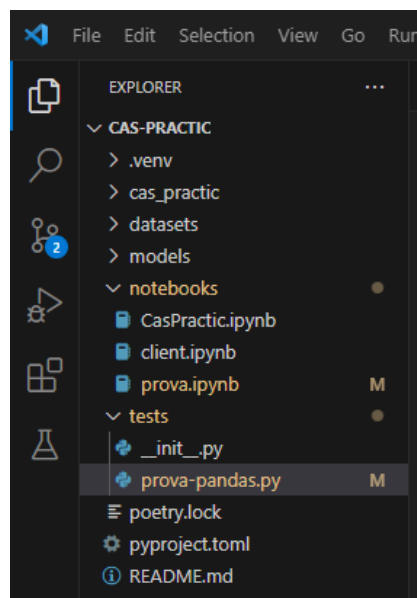 File Edit Selection View Go Ru
EXPLORER ...
CAS-PRACTIC
.venv
cas_practic
datasets
models
notebooks
CasPractic.ipynb
client.ipynb
prova.ipynb M
tests
__init__.py
prova-pandas.py M
poetry.lock
pyproject.toml
README.md
2